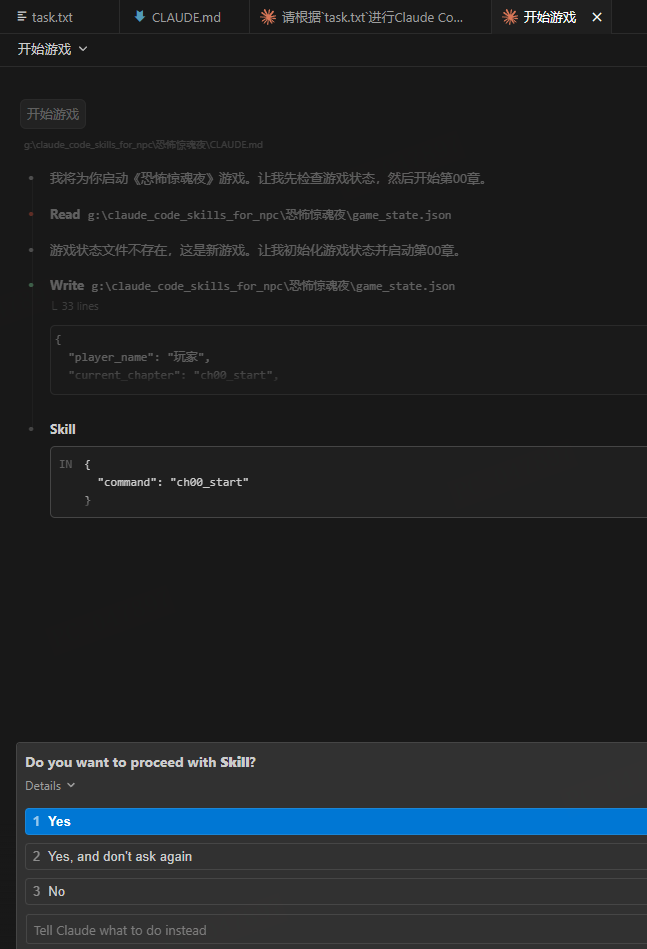 task.txt
CLAUDE.md
请根据`task.txt`进行Claude Co...
开始游戏
开始游戏
开始游戏
g:\claude_code_skills_for_npc\恐怖惊魂夜\CLAUDE.md
我将为你启动《恐怖惊魂夜》游戏。让我先检查游戏状态，然后开始第00章。
Read g:\claude_code_skills_for_npc\恐怖惊魂夜\game_state.json
游戏状态文件不存在，这是新游戏。让我初始化游戏状态并启动第00章。
Write g:\claude_code_skills_for_npc\恐怖惊魂夜\game_state.json
└ 33 lines
{
"player_name": "玩家",
"current_chapter": "ch00_start",
Skill
IN {
"command": "ch00_start"
}
Do you want to proceed with Skill?
Details
1 Yes
2 Yes, and don't ask again
3 No
Tell Claude what to do instead